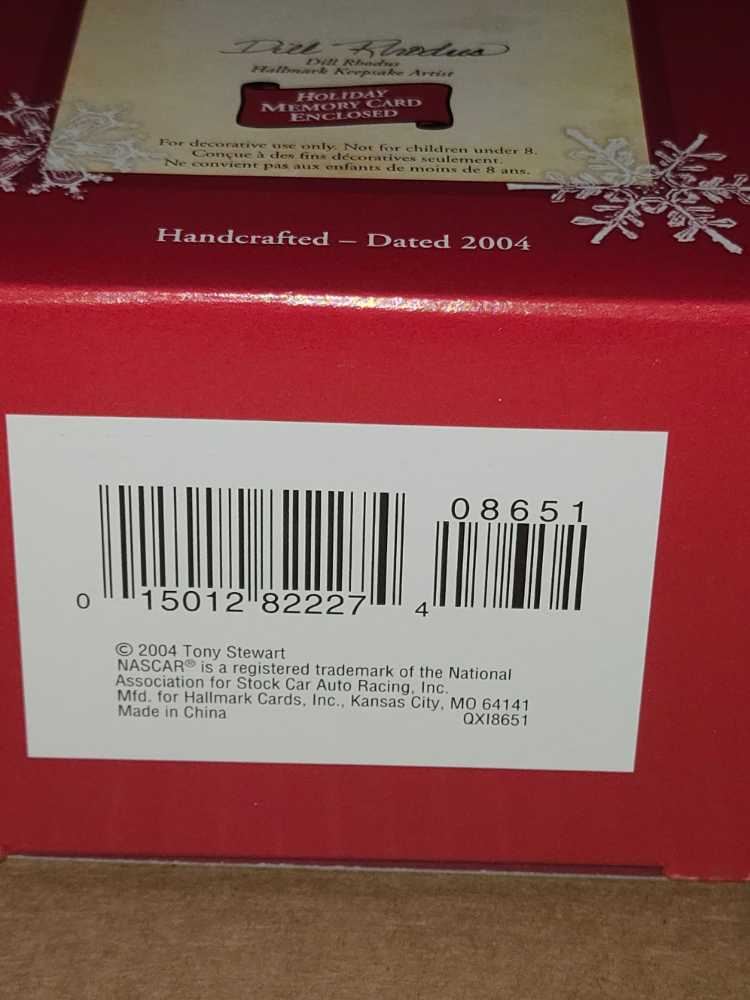 Dill Rhodus
Dill Rhodus
Hallmark Keepsake Artist
HOLIDAY
MEMORY CARD
ENCLOSED
For decorative use only. Not for children under 8.
Conçue à des fins décoratives seulement.
Ne convient pas aux enfants de moins de 8 ans.
Handcrafted – Dated 2004
08651
0 15012 82227 4
© 2004 Tony Stewart
NASCAR® is a registered trademark of the National
Association for Stock Car Auto Racing, Inc.
Mfd. for Hallmark Cards, Inc., Kansas City, MO 64141
Made in China QXI8651